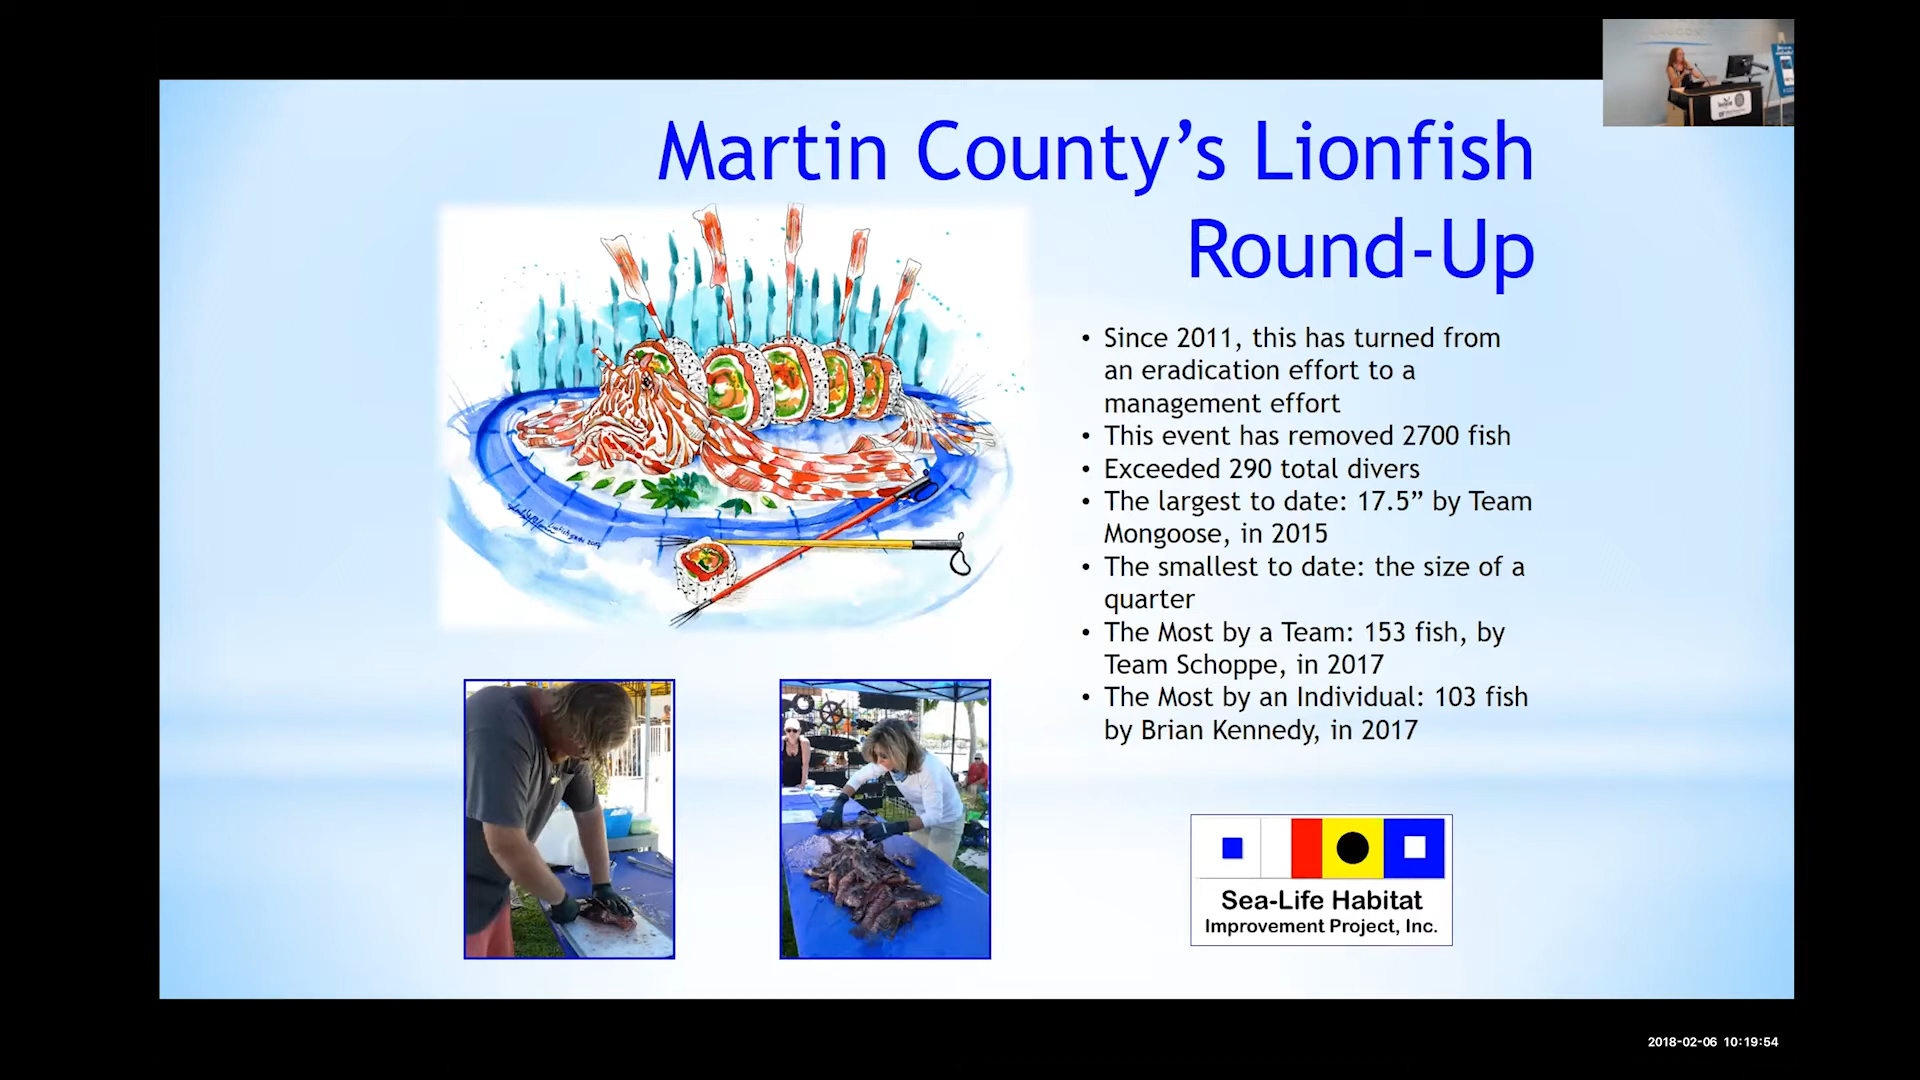 Martin County’s Lionfish
Round-Up
• Since 2011, this has turned from
an eradication effort to a
management effort
• This event has removed 2700 fish
• Exceeded 290 total divers
• The largest to date: 17.5” by Team
Mongoose, in 2015
• The smallest to date: the size of a
quarter
• The Most by a Team: 153 fish, by
Team Schoppe, in 2017
• The Most by an Individual: 103 fish
by Brian Kennedy, in 2017
Sea-Life Habitat
Improvement Project, Inc.
2018-02-06 10:19:54